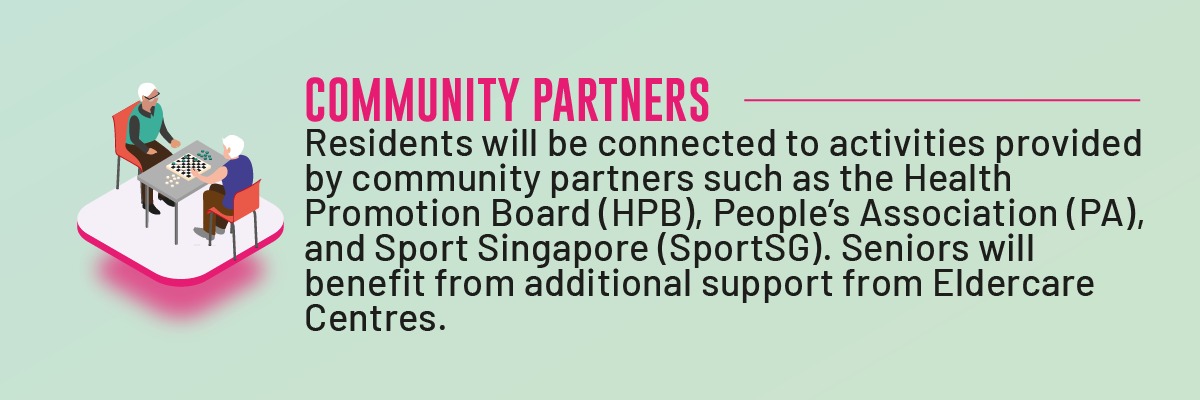 COMMUNITY PARTNERS
Residents will be connected to activities provided
by community partners such as the Health
Promotion Board (HPB), People’s Association (PA),
and Sport Singapore (SportSG). Seniors will
benefit from additional support from Eldercare
Centres.